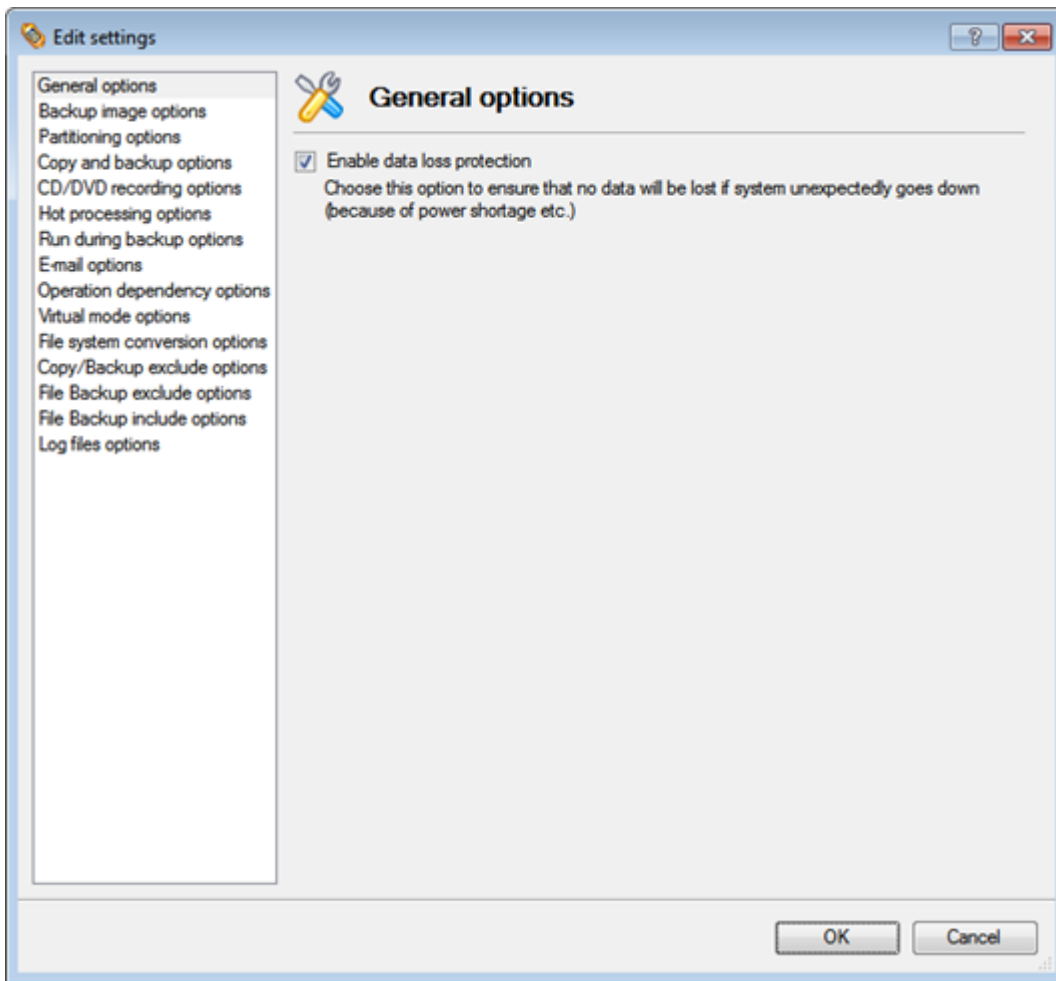 Edit settings
General options
Backup image options
Partitioning options
Copy and backup options
CD/DVD recording options
Hot processing options
Run during backup options
E-mail options
Operation dependency options
Virtual mode options
File system conversion options
Copy/Backup exclude options
File Backup exclude options
File Backup include options
Log files options
General options
Enable data loss protection
Choose this option to ensure that no data will be lost if system unexpectedly goes down
(because of power shortage etc.)
OK
Cancel